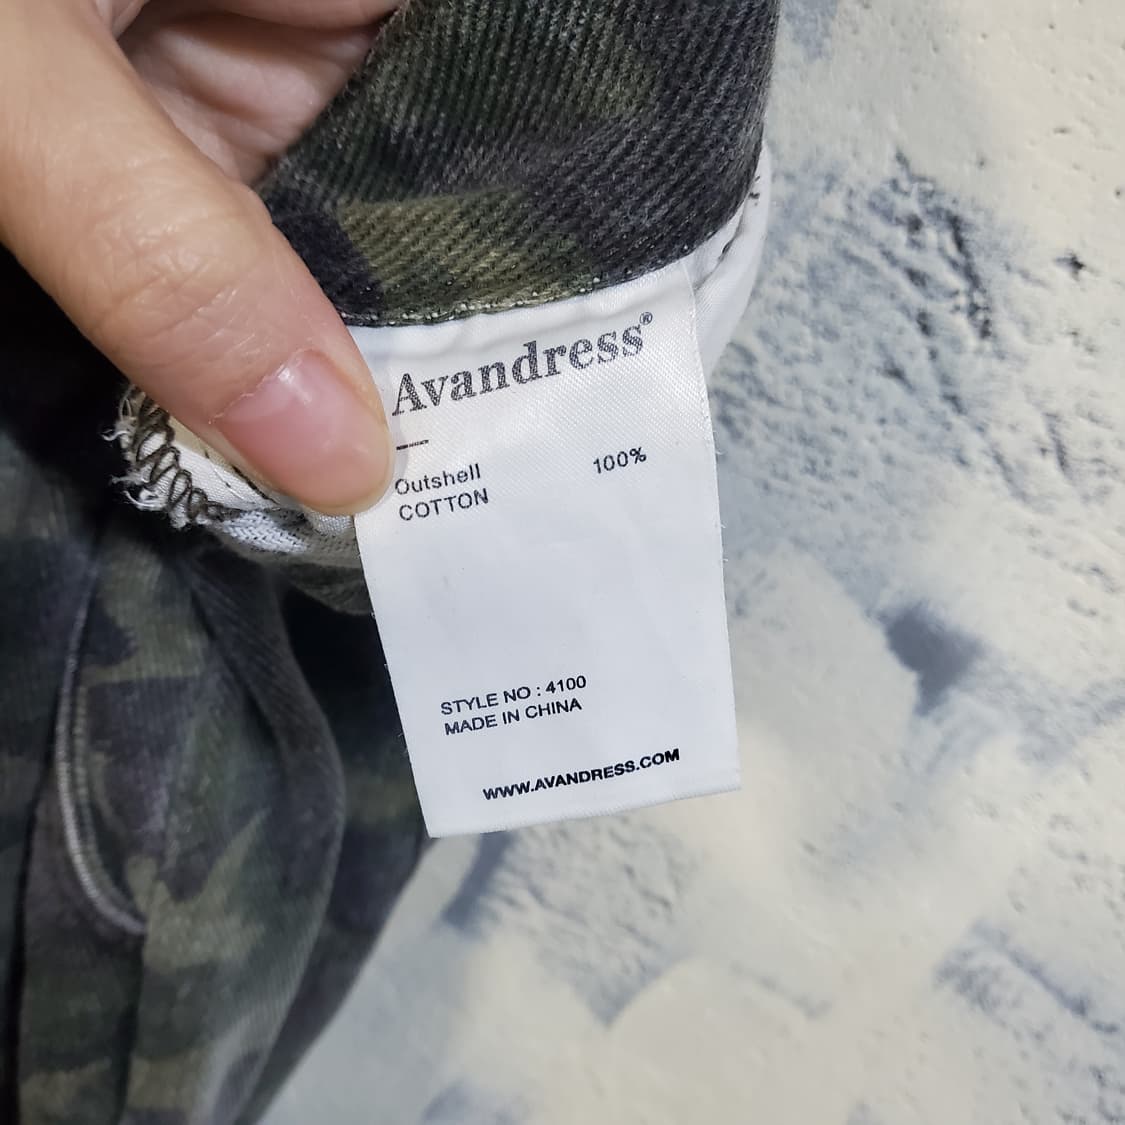 Avandress®
—
Outshell 100%
COTTON
STYLE NO : 4100
MADE IN CHINA
WWW.AVANDRESS.COM